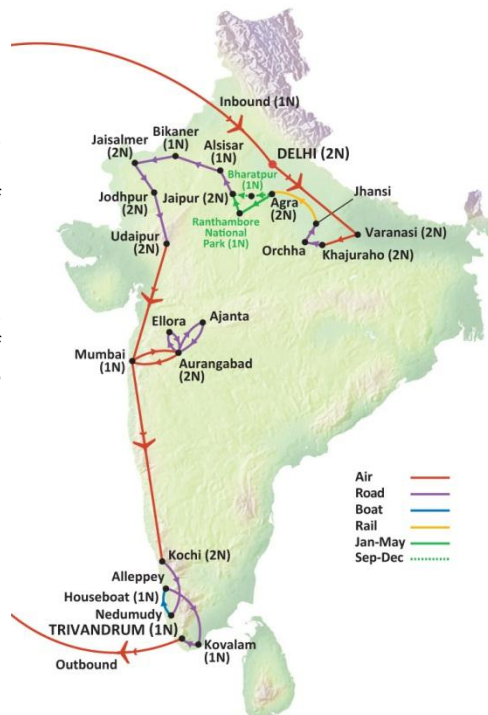 Inbound (1N)
DELHI (2N)
Bikaner
(1N)
Alsisar
(1N)
Jaisalmer
(2N)
Bharatpur
(1N)
Jhansi
Jodhpur
(2N)
Jaipur (2N)
Agra
(2N)
Ranthambore
National
Park (1N)
Varanasi (2N)
Udaipur
(2N)
Orchha
Khajuraho (2N)
Ellora
Ajanta
Mumbai
(1N)
Aurangabad
(2N)
Air
Road
Boat
Rail
Jan-May
Sep-Dec
Kochi (2N)
Alleppey
Houseboat (1N)
Nedumudy
TRIVANDRUM (1N)
Kovalam
(1N)
Outbound